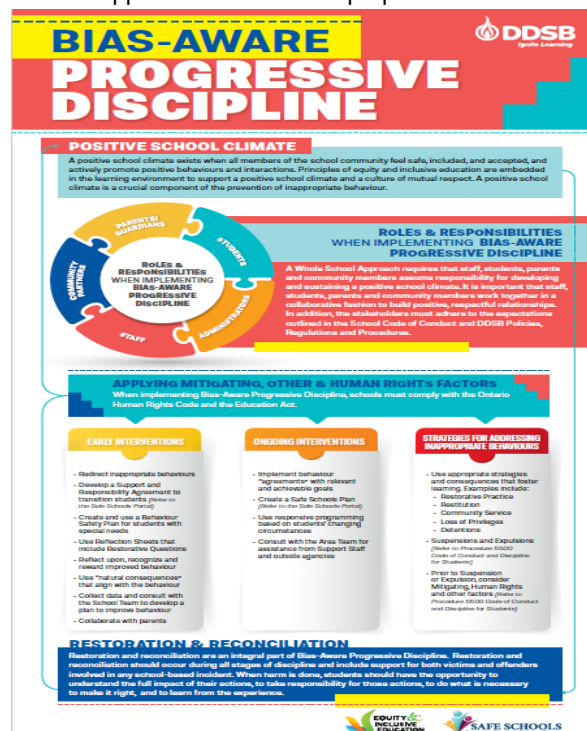 BIAS-AWARE
DDSB
Ignite Learning
PROGRESSIVE
DISCIPLINE
POSITIVE SCHOOL CLIMATE
A positive school climate exists when all members of the school community feel safe, included, and accepted, and
actively promote positive behaviours and interactions. Principles of equity and inclusive education are embedded
in the learning environment to support a positive school climate and a culture of mutual respect. A positive school
climate is a crucial component of the prevention of inappropriate behaviour.
PARENTS/
GUARDIANS
STUDENTS
ADMINISTRATORS
STAFF
COMMUNITY
PARTNERS
ROLES &
RESPONSIBILITIES
WHEN IMPLEMENTING
BIAS-AWARE
PROGRESSIVE
DISCIPLINE
ROLES & RESPONSIBILITIES
WHEN IMPLEMENTING BIAS-AWARE
PROGRESSIVE DISCIPLINE
A Whole School Approach requires that staff, students, parents
and community members assume responsibility for developing
and sustaining a positive school climate. It is important that staff,
students, parents and community members work together in a
collaborative fashion to build positive, respectful relationships.
In addition, the stakeholders must adhere to the expectations
outlined in the School Code of Conduct and DDSB Policies,
Regulations and Procedures.
APPLYING MITIGATING, OTHER & HUMAN RIGHTS FACTORS
When implementing Bias-Aware Progressive Discipline, schools must comply with the Ontario
Human Rights Code and the Education Act.
EARLY INTERVENTIONS
- Redirect inappropriate behaviours
- Develop a Support and
Responsibility Agreement to
transition students (Refer to
the Safe Schools Portal)
- Create and use a Behaviour
Safety Plan for students with
special needs
- Use Reflection Sheets that
include Restorative Questions
- Reflect upon, recognize and
reward improved behaviour
- Use "natural consequences"
that align with the behaviour
- Collect data and consult with
the School Team to develop a
plan to improve behaviour
- Collaborate with parents
ONGOING INTERVENTIONS
- Implement behaviour
"agreements" with relevant
and achievable goals
- Create a Safe Schools Plan
(Refer to the Safe Schools Portal)
- Use responsive programming
based on students' changing
circumstances
- Consult with the Area Team for
assistance from Support Staff
and outside agencies
STRATEGIES FOR ADDRESSING
INAPPROPRIATE BEHAVIOURS
- Use appropriate strategies
and consequences that foster
learning. Examples include:
- Restorative Practice
- Restitution
- Community Service
- Loss of Privileges
- Detentions
- Suspensions and Expulsions
(Refer to Procedure 5500
Code of Conduct and Discipline
for Students)
- Prior to Suspension
or Expulsion, consider
Mitigating, Human Rights
and other factors (Refer to
Procedure 5500 Code of Conduct
and Discipline for Students)
RESTORATION & RECONCILIATION
Restoration and reconciliation are an integral part of Bias-Aware Progressive Discipline. Restoration and
reconciliation should occur during all stages of discipline and include support for both victims and offenders
involved in any school-based incident. When harm is done, students should have the opportunity to
understand the full impact of their actions, to take responsibility for those actions, to do what is necessary
to make it right, and to learn from the experience.
EQUITY &
INCLUSIVE
EDUCATION
SAFE SCHOOLS